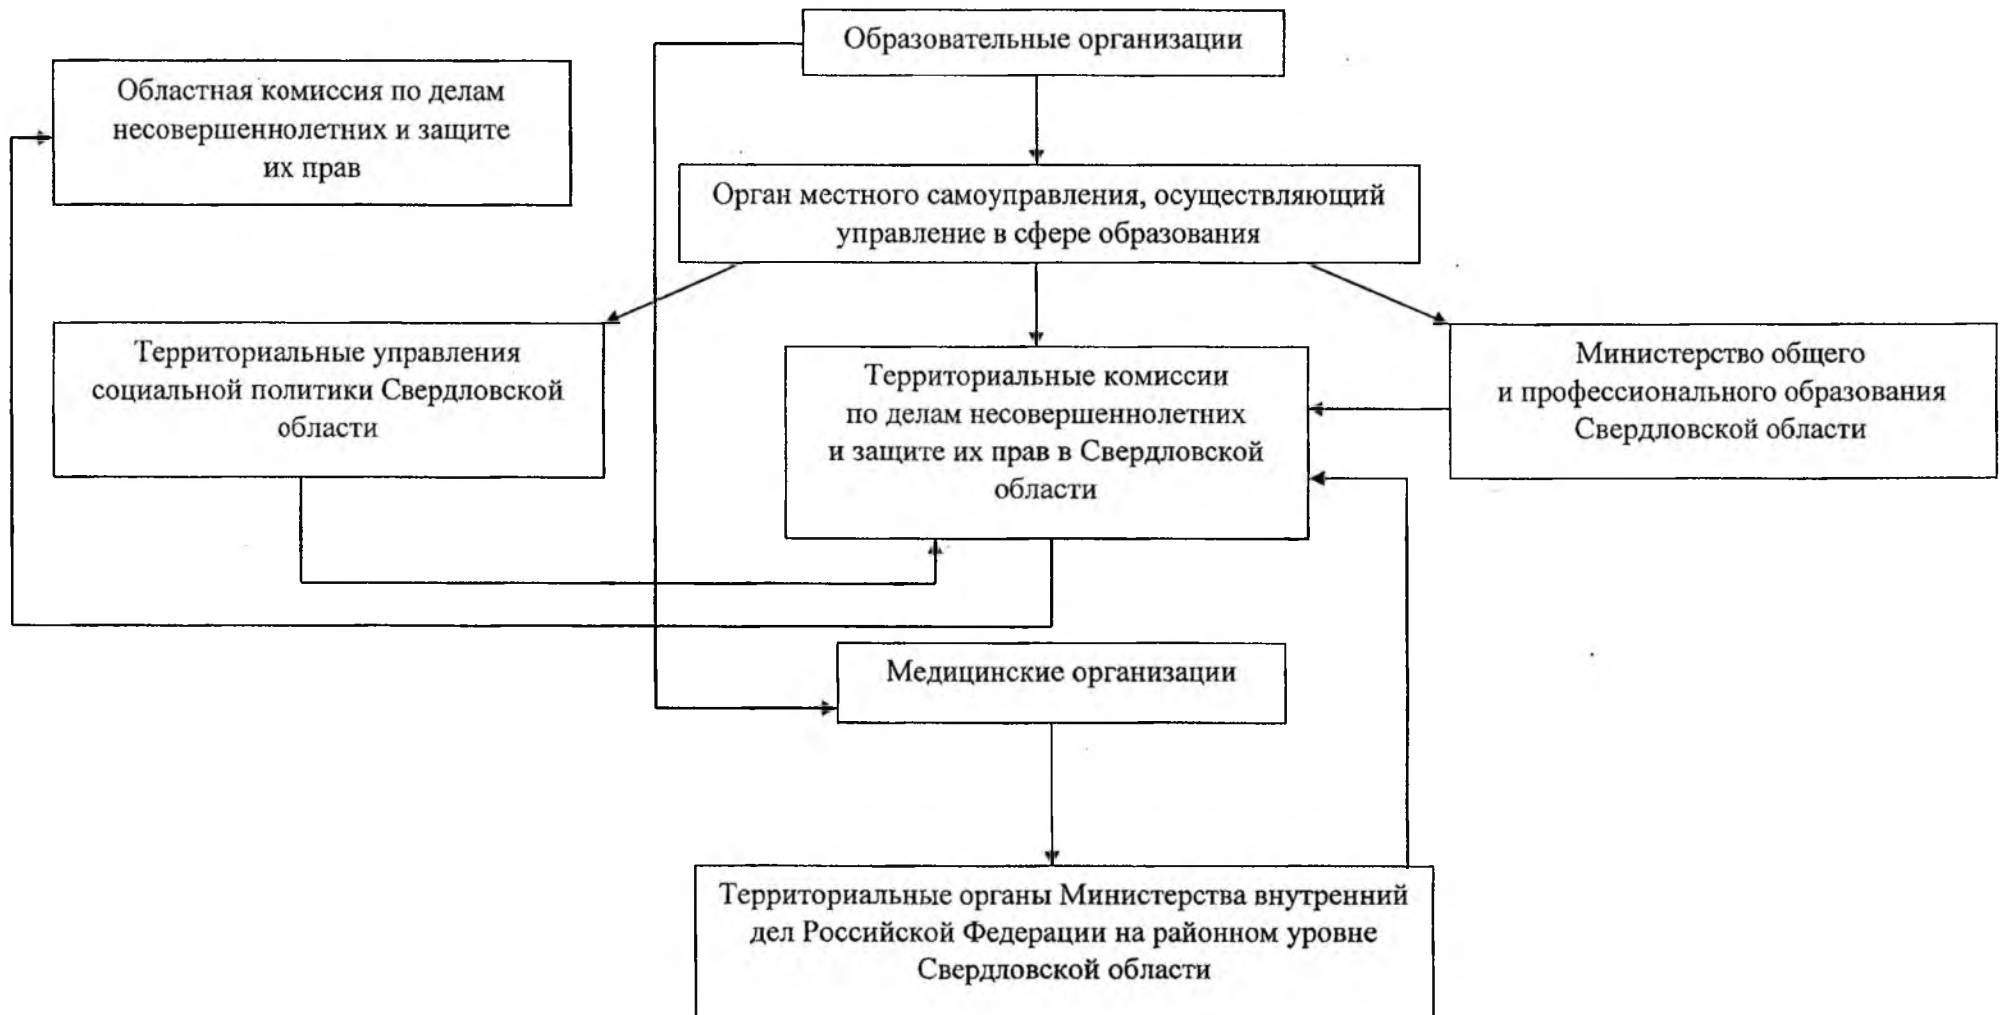 Образовательные организации
Областная комиссия по делам
несовершеннолетних и защите
их прав
Орган местного самоуправления, осуществляющий
управление в сфере образования
Территориальные управления
социальной политики Свердловской
области
Территориальные комиссии
по делам несовершеннолетних
и защите их прав в Свердловской
области
Министерство общего
и профессионального образования
Свердловской области
Медицинские организации
Территориальные органы Министерства внутренний
дел Российской Федерации на районном уровне
Свердловской области